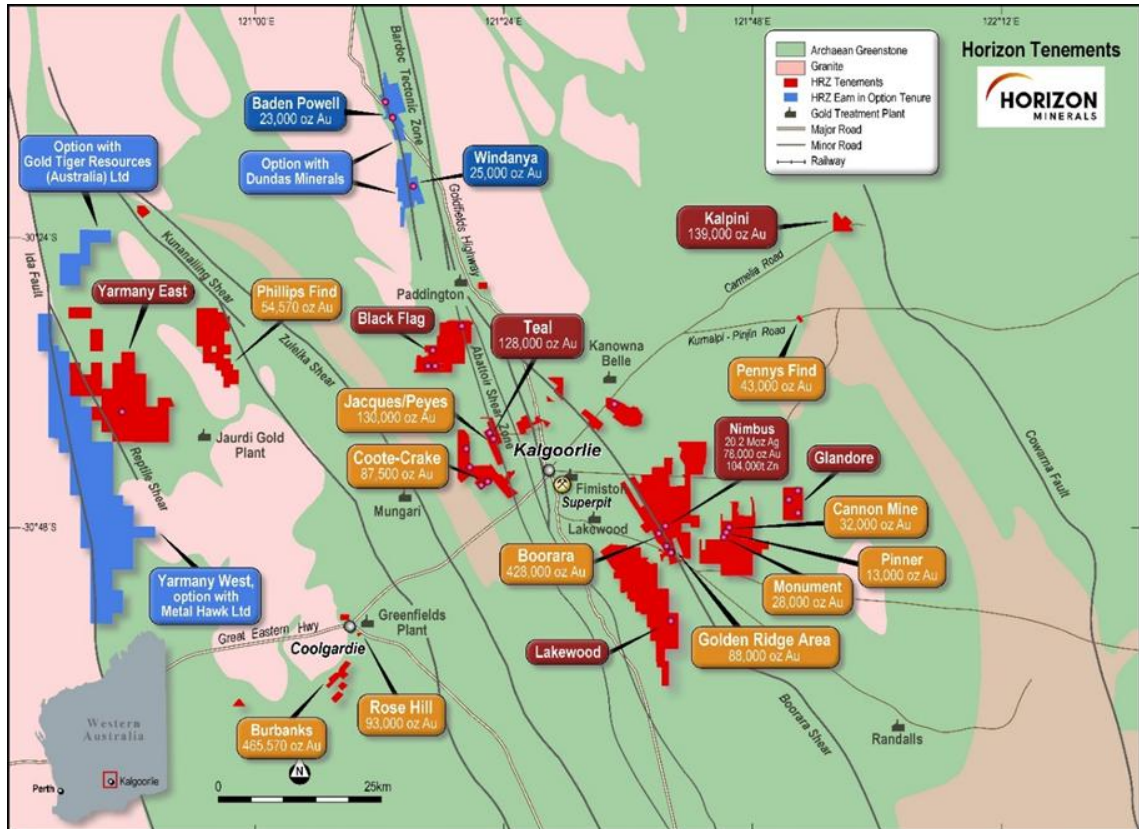 121°00'E
121°24'E
121°48'E
122°12'E
Horizon Tenements
HORIZON
MINERALS
Archaean Greenstone
Granite
HRZ Tenements
HRZ Earn in Option Tenure
Gold Treatment Plant
Major Road
Minor Road
Railway
Bardoc Tectonic Zone
Baden Powell
23,000 oz Au
Option with
Gold Tiger Resources
(Australia) Ltd
Option with
Dundas Minerals
Windanya
25,000 oz Au
Goldfields Highway
Kalpini
139,000 oz Au
-30°24'S
Ida Fault
Kunanalling Shear
Carmelia Road
Yarmany East
Phillips Find
54,570 oz Au
Paddington
Zuleika Shear
Black Flag
Teal
128,000 oz Au
Abattoir Shear Zone
Kanowna
Belle
Kurnalpi - Pinjin Road
Pennys Find
43,000 oz Au
Jacques/Peyes
130,000 oz Au
Nimbus
20.2 Moz Ag
78,000 oz Au
104,000t Zn
Cowarna Fault
Jaurdi Gold
Plant
Coote-Crake
87,500 oz Au
Kalgoorlie
Glandore
Reptile Shear
Fimiston
Superpit
Mungari
Lakewood
Cannon Mine
32,000 oz Au
-30°48'S
Boorara
428,000 oz Au
Pinner
13,000 oz Au
Yarmany West,
option with
Metal Hawk Ltd
Monument
28,000 oz Au
Greenfields
Plant
Great Eastern Hwy
Coolgardie
Lakewood
Golden Ridge Area
88,000 oz Au
Boorara Shear
Rose Hill
93,000 oz Au
Burbanks
465,570 oz Au
Randalls
Western
Australia
N
Perth
Kalgoorlie
0
25km